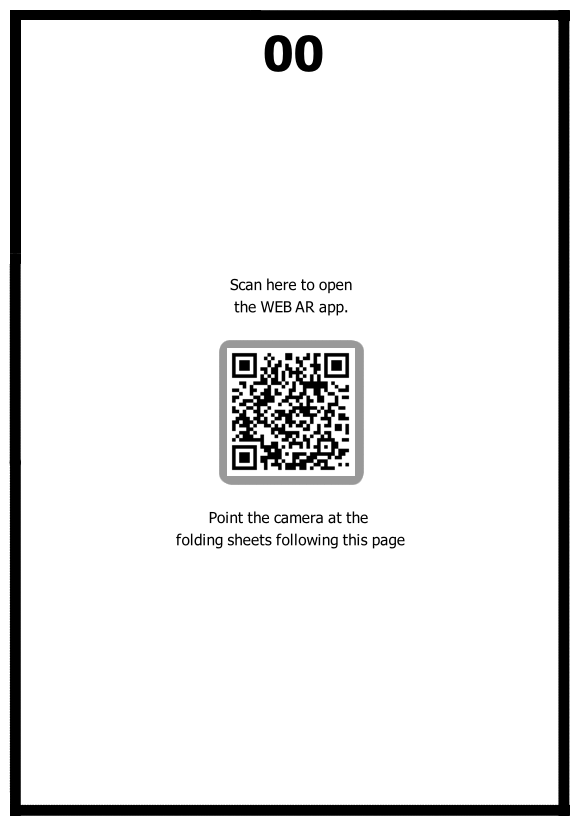 00
Scan here to open
the WEB AR app.
Point the camera at the
folding sheets following this page